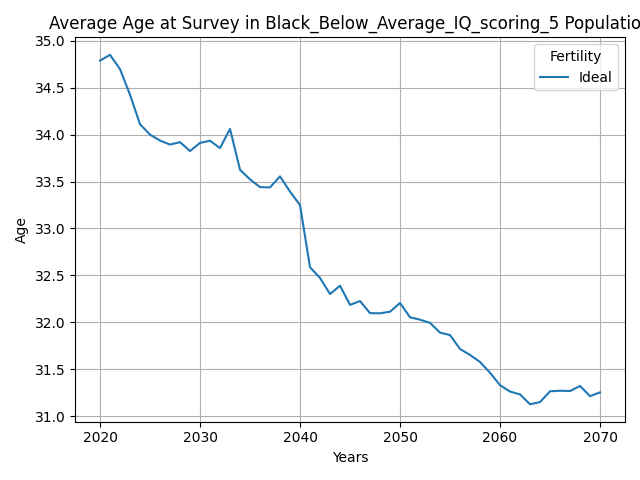 Average Age at Survey in Black_Below_Average_IQ_scoring_5 Populatio
35.0
34.5
34.0
33.5
33.0
32.5
32.0
31.5
31.0
Age
Fertility
Ideal
2020 2030 2040 2050 2060 2070
Years